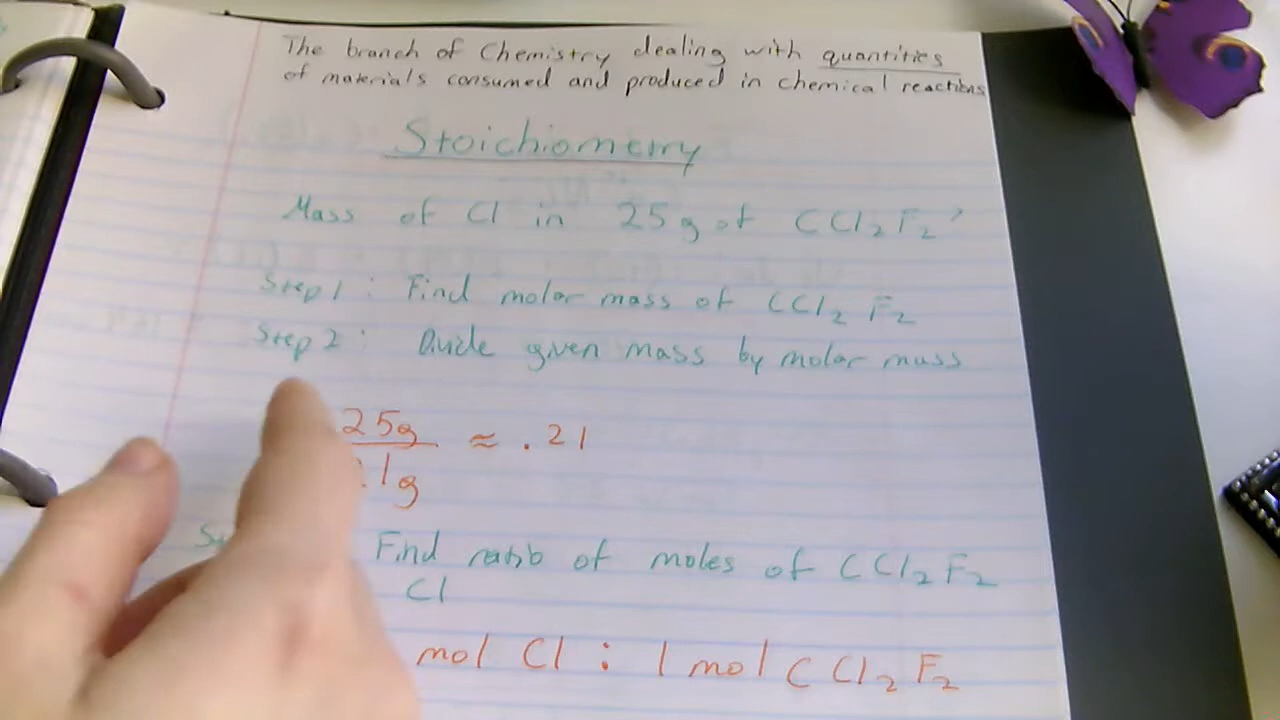 The branch of Chemistry dealing with quantities
of materials consumed and produced in chemical reactions
Stoichiometry
Mass of Cl in 25g of CCl₂F₂?
Step 1: Find molar mass of CCl₂F₂
Step 2: Divide given mass by molar mass
25g ≈ .21
.1g
Find ratio of moles of CCl₂F₂
Cl
mol Cl : 1 mol CCl₂F₂